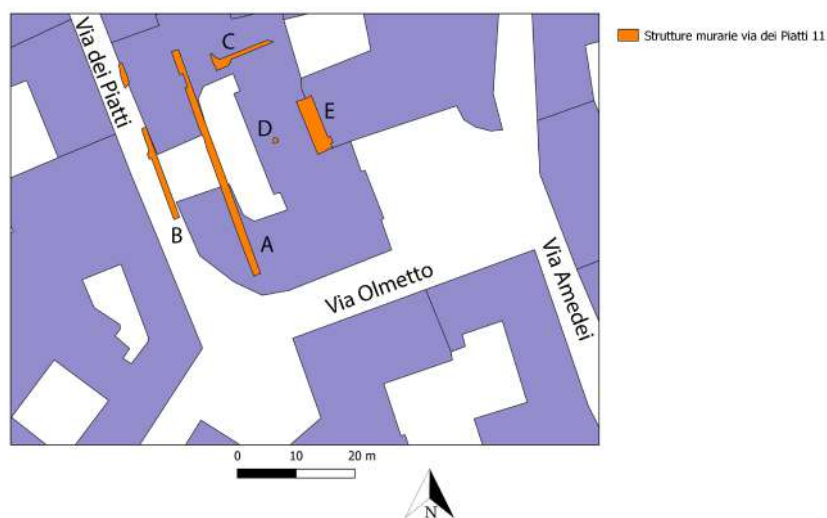 Via dei Piatti
C
Strutture murarie via dei Piatti 11
E
D
B
A
Via Olmetto
Via Amedei
0 10 20 m
N